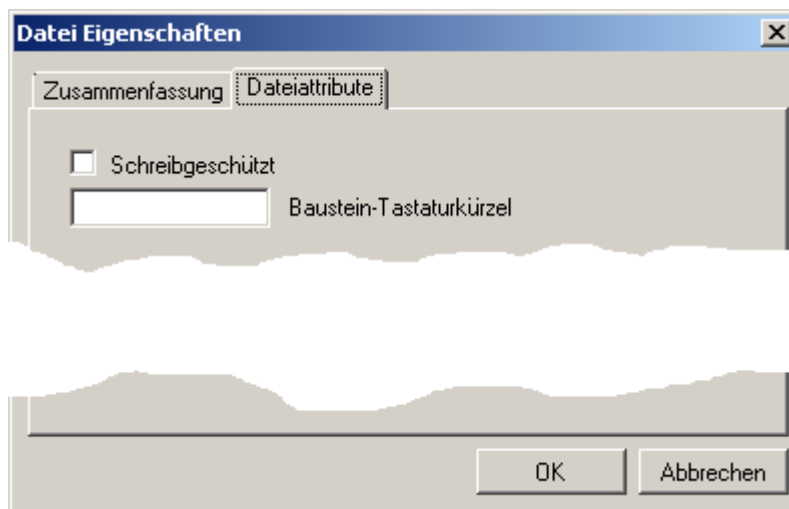 Datei Eigenschaften
Zusammenfassung Dateiattribute
Schreibgeschützt
Baustein-Tastaturkürzel
OK Abbrechen